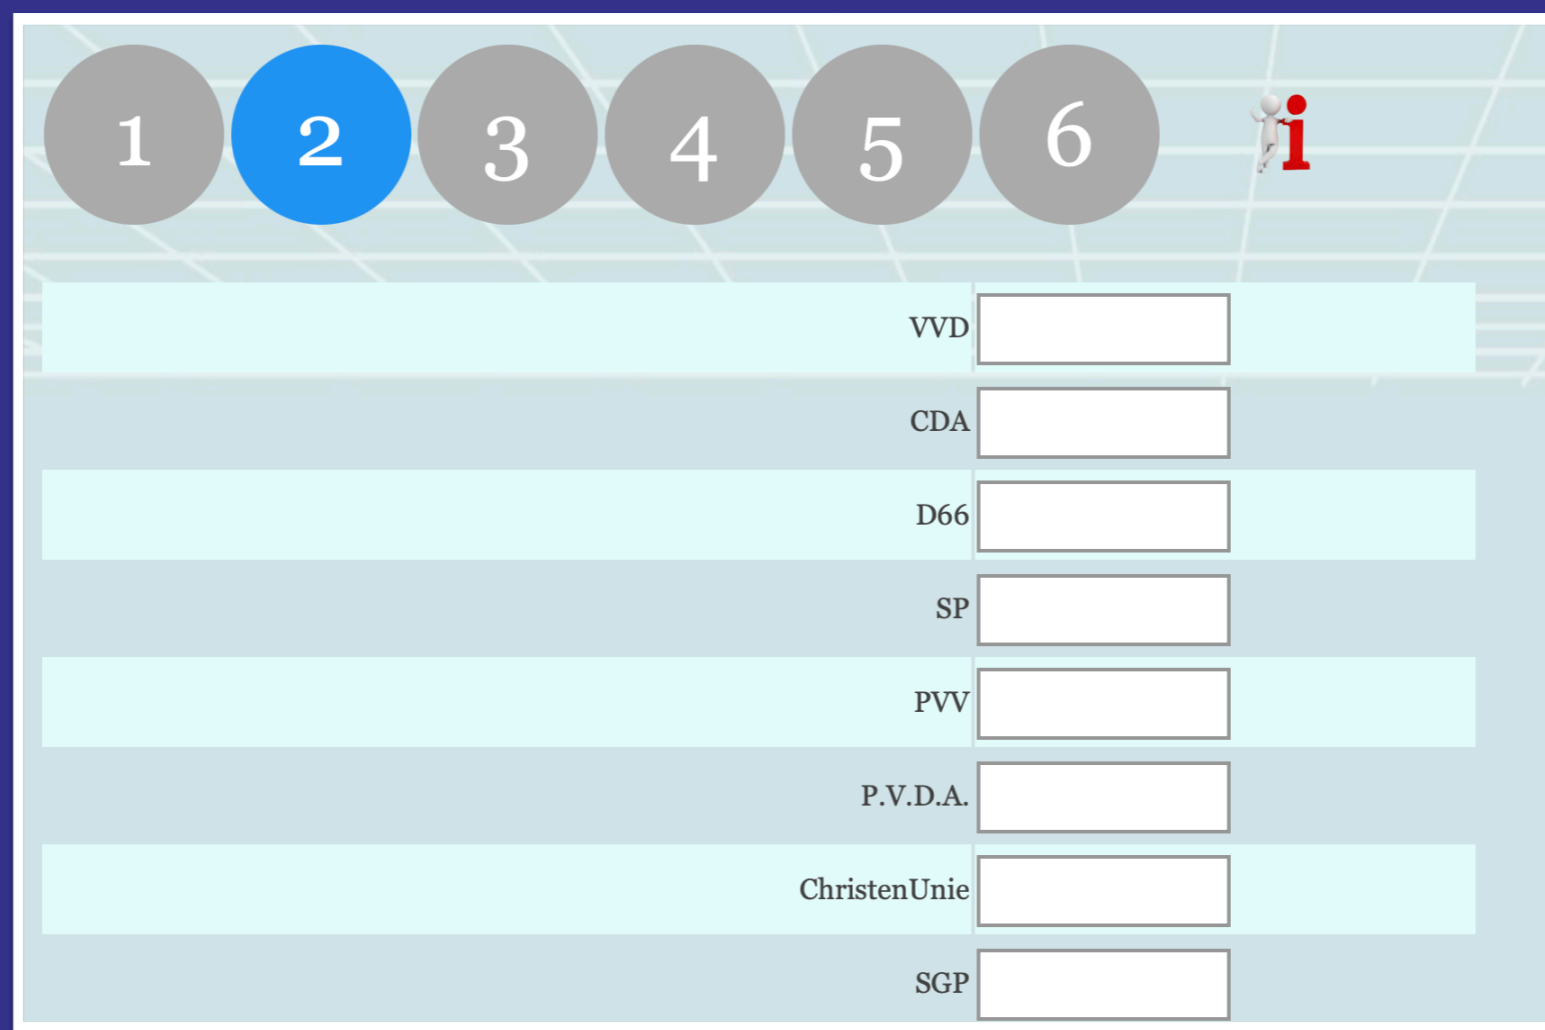 1 2 3 4 5 6 i
VVD
CDA
D66
SP
PVV
P.V.D.A.
ChristenUnie
SGP